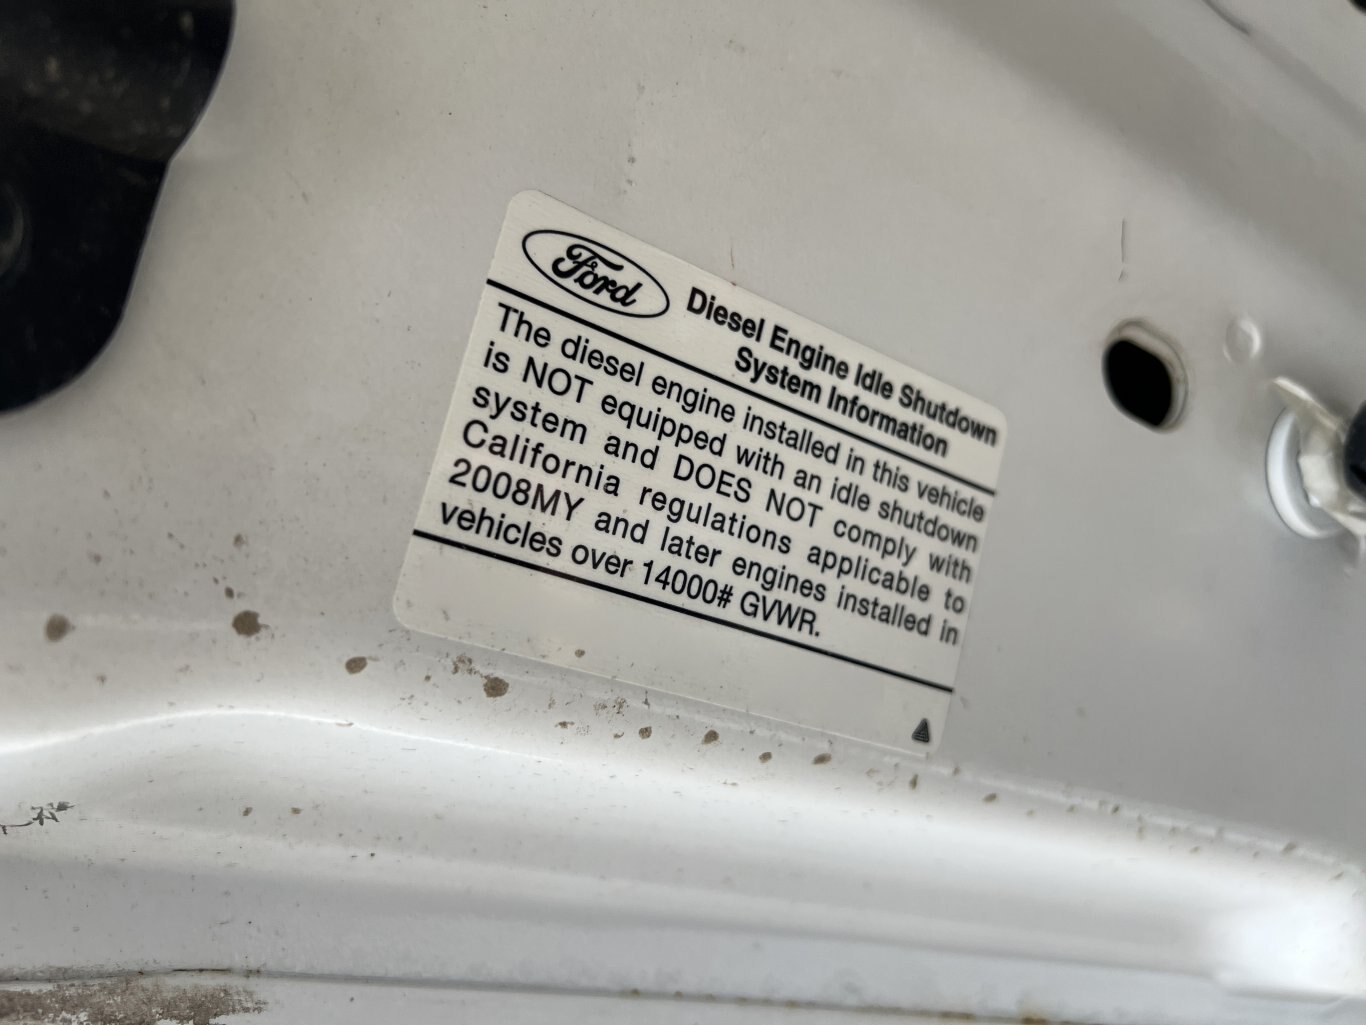 Ford
Diesel Engine Idle Shutdown
System Information
The diesel engine installed in this vehicle
is NOT equipped with an idle shutdown
system and DOES NOT comply with
California regulations applicable to
2008MY and later engines installed in
vehicles over 14000# GVWR.